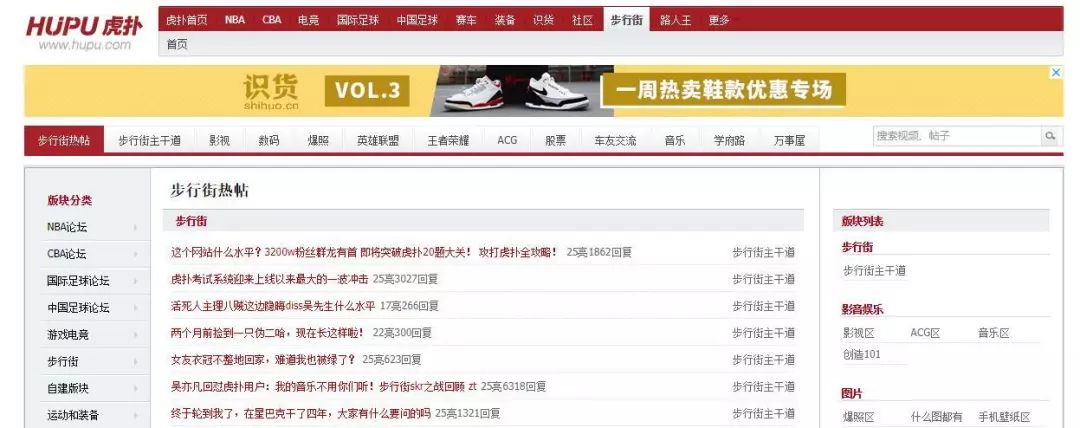 HUPU 虎扑
www.hupu.com
虎扑首页 NBA CBA 电竞 国际足球 中国足球 赛车 装备 识货 社区 步行街 路人王 更多
首页
识货
shihuo.cn
VOL.3
一周热卖鞋款优惠专场
步行街热帖 步行街主干道 影视 数码 爆照 英雄联盟 王者荣耀 ACG 股票 车友交流 音乐 学府路 万事屋
搜索视频、帖子
版块分类
NBA论坛
CBA论坛
国际足球论坛
中国足球论坛
游戏电竞
步行街
自建版块
运动和装备
步行街热帖
步行街
这个网站什么水平？3200w粉丝群龙有首 即将突破虎扑20题大关！ 攻打虎扑全攻略！ 25亮1862回复 步行街主干道
虎扑考试系统迎来上线以来最大的一波冲击 25亮3027回复 步行街主干道
活死人主理八贼这边隐晦diss吴先生什么水平 17亮266回复 步行街主干道
两个月前捡到一只伪二哈，现在长这样啦！ 22亮300回复 步行街主干道
女友衣冠不整地回家，难道我也被绿了？ 25亮623回复 步行街主干道
吴亦凡回怼虎扑用户：我的音乐不用你们听！步行街skr之战回顾 zt 25亮6318回复 步行街主干道
终于轮到我了，在星巴克干了四年，大家有什么要问的吗 25亮1321回复 步行街主干道
版块列表
步行街
步行街主干道
影音娱乐
影视区 ACG区 音乐区
创造101
图片
爆照区 什么图都有 手机壁纸区